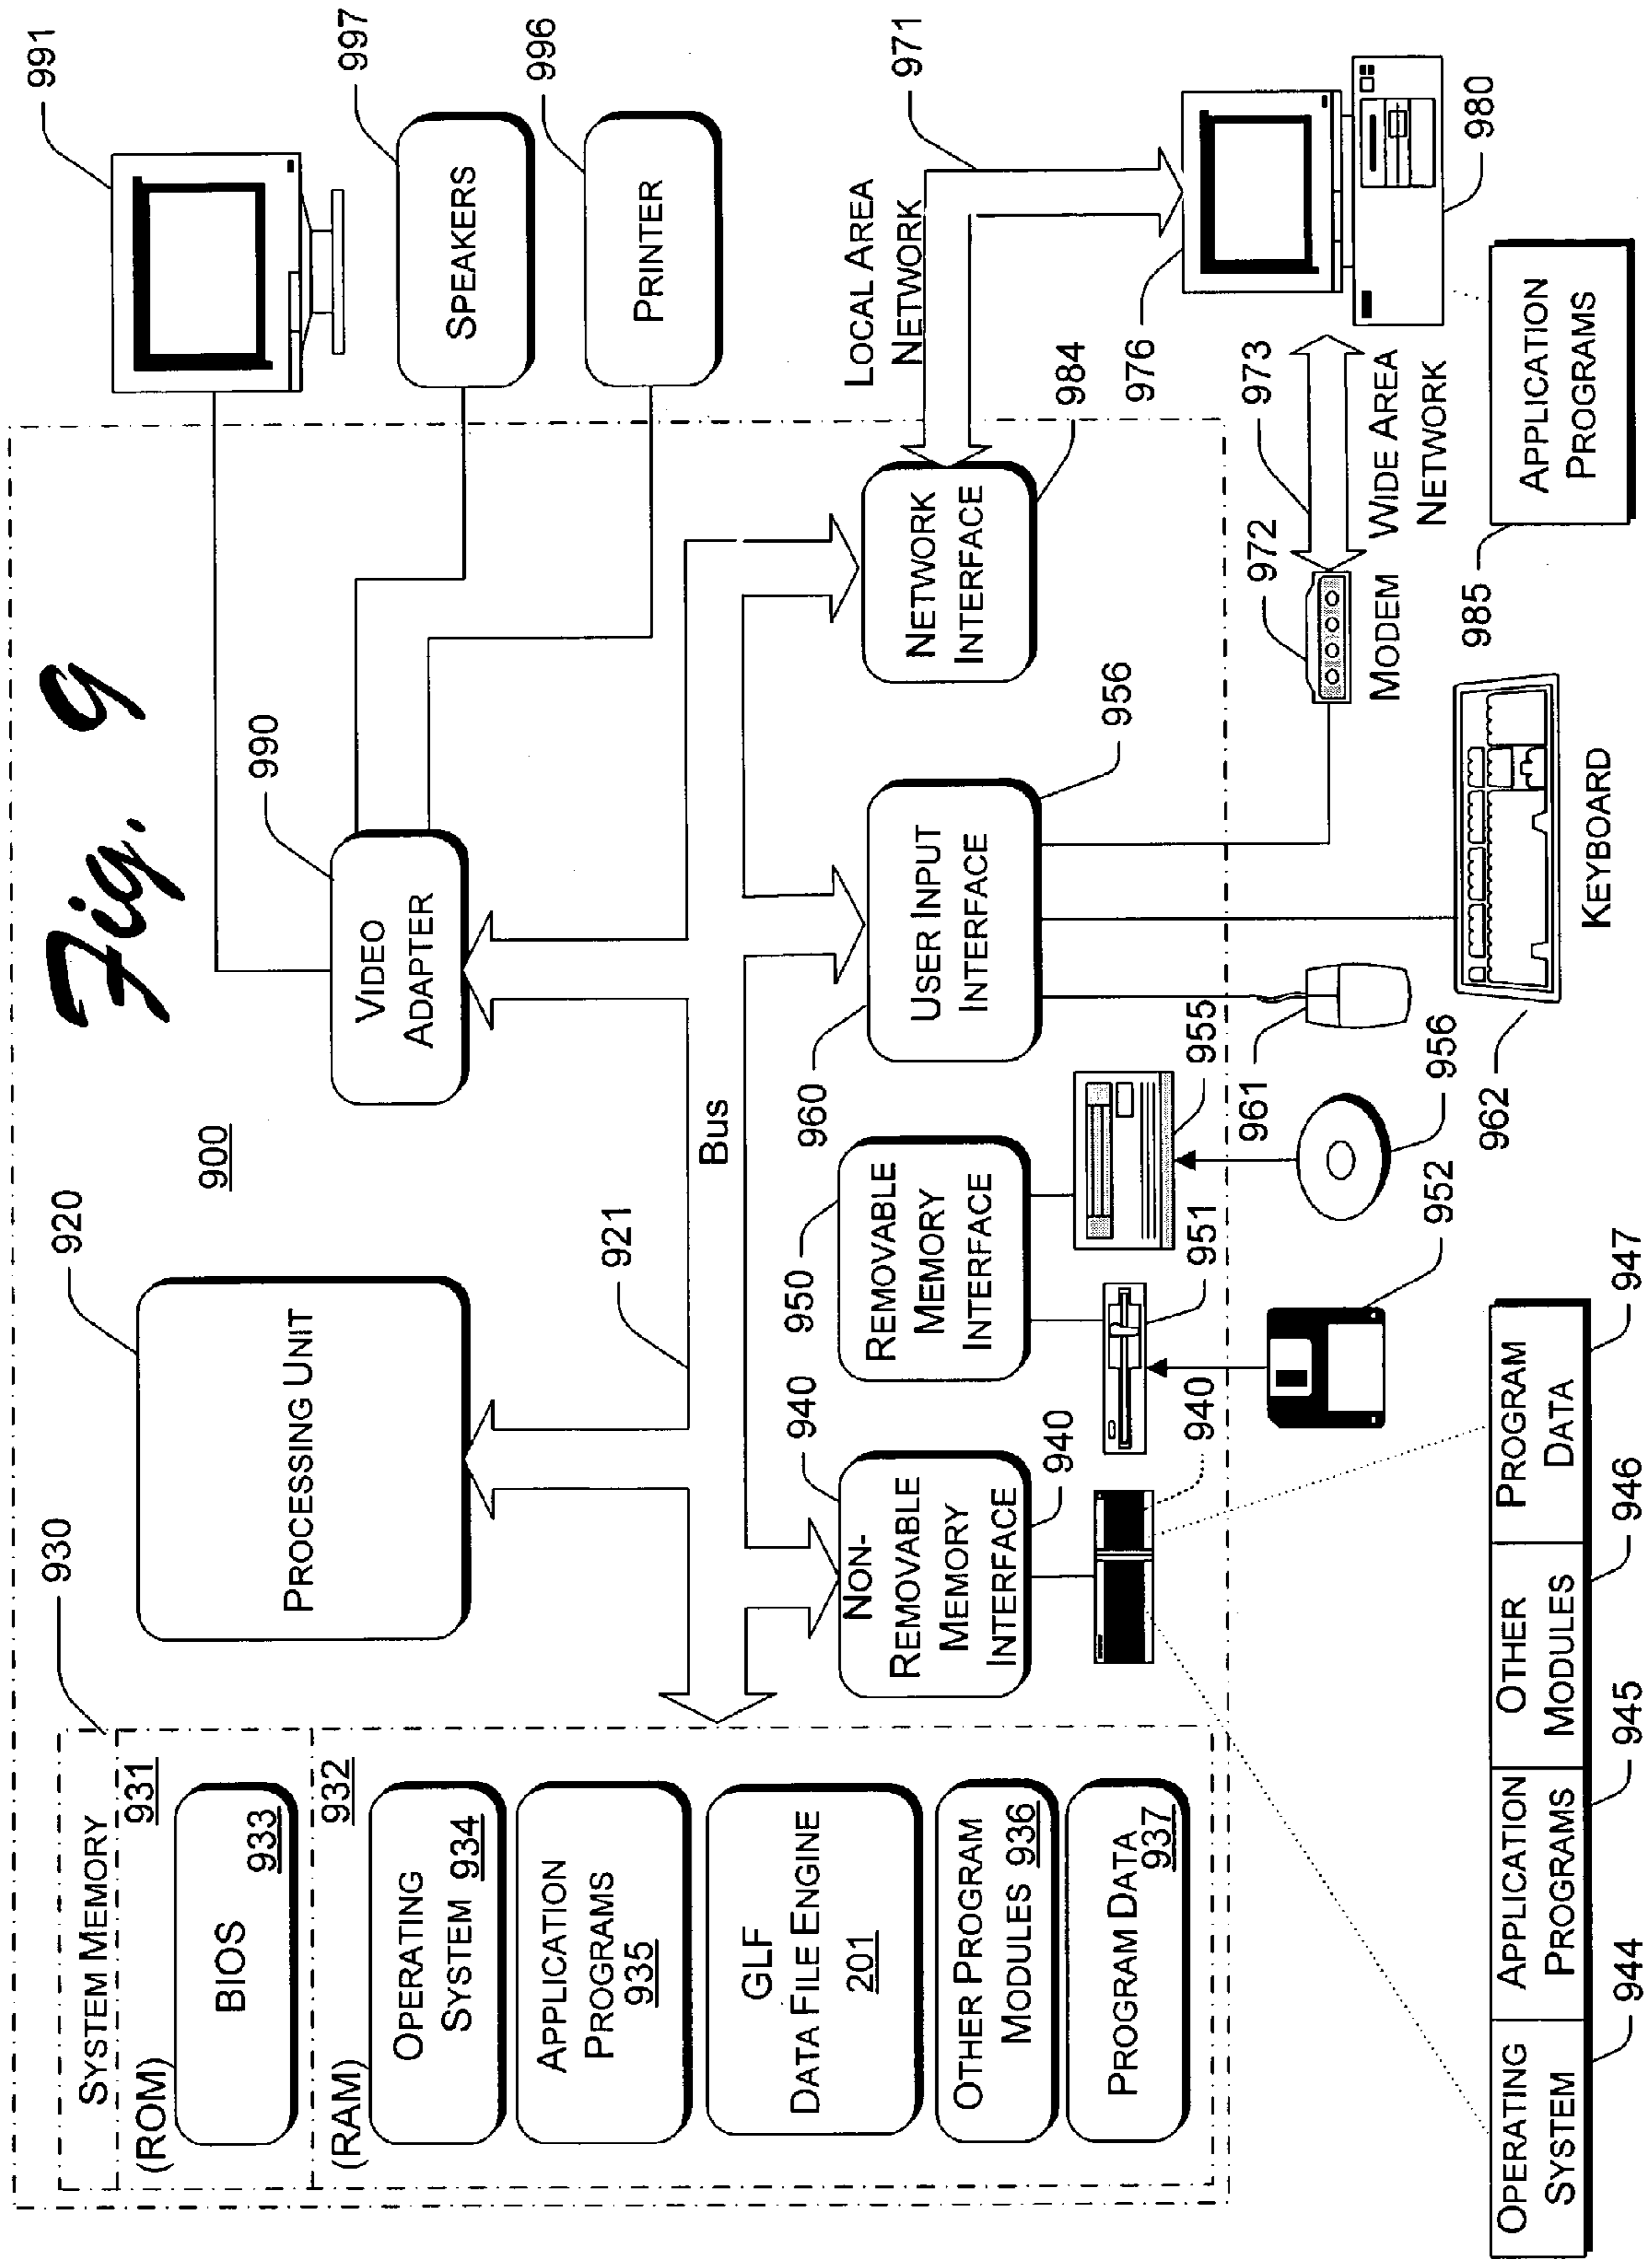 Fig. 9
SYSTEM MEMORY
(ROM) 931
BIOS
933
(RAM) 932
OPERATING
SYSTEM 934
APPLICATION
PROGRAMS
935
GLF
DATA FILE ENGINE
201
OTHER PROGRAM
MODULES 936
PROGRAM DATA
937
930
PROCESSING UNIT
920
900
921
BUS
VIDEO
ADAPTER
990
991
SPEAKERS
997
PRINTER
996
NON-
REMOVABLE
MEMORY
INTERFACE
940
940
940
REMOVABLE
MEMORY
INTERFACE
950
951
955
952
956
USER INPUT
INTERFACE
960
956
NETWORK
INTERFACE
984
LOCAL AREA
NETWORK
971
976
980
973
WIDE AREA
NETWORK
972
MODEM
961
962
KEYBOARD
985
APPLICATION
PROGRAMS
OPERATING
SYSTEM
944
APPLICATION
PROGRAMS
945
OTHER
MODULES
946
PROGRAM
DATA
947